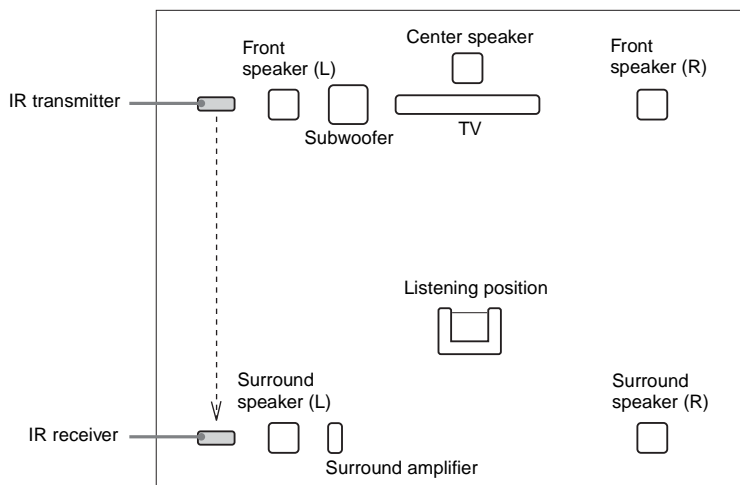 Center speaker
Front
speaker (L)
Front
speaker (R)
IR transmitter
Subwoofer
TV
Listening position
Surround
speaker (L)
Surround
speaker (R)
IR receiver
Surround amplifier